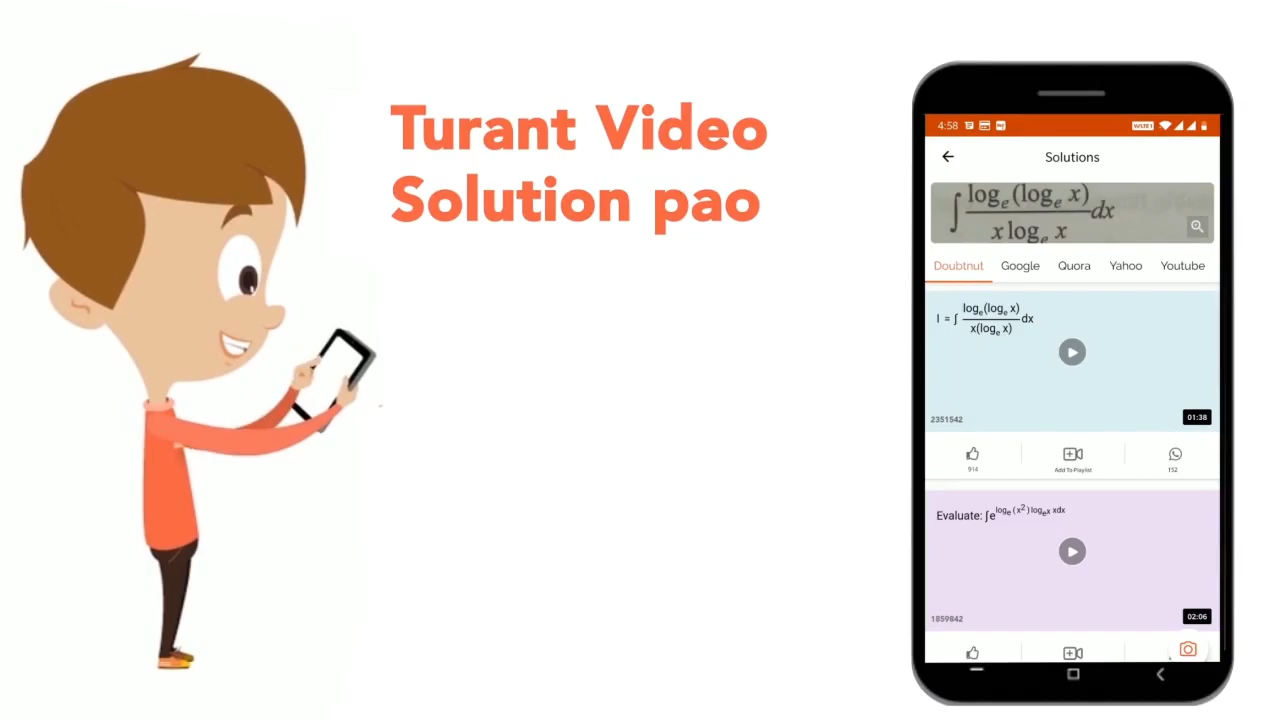 Turant Video
Solution pao
4:58
Solutions
∫ logₑ(logₑ x) / x logₑ x dx
Doubtnut Google Quora Yahoo Youtube
I = ∫ logₑ(logₑ x) / x(logₑ x) dx
2351542 01:38
914 Add To Playlist 152
Evaluate: ∫e^logₑ(x²)logₑx xdx
1859842 02:06